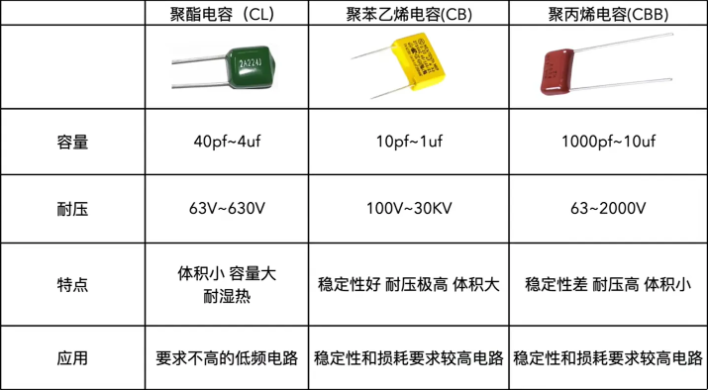 聚酯电容（CL）
聚苯乙烯电容(CB)
聚丙烯电容(CBB)
2A224J
容量
40pf~4uf
10pf~1uf
1000pf~10uf
耐压
63V~630V
100V~30KV
63~2000V
特点
体积小 容量大
耐湿热
稳定性好 耐压极高 体积大
稳定性差 耐压高 体积小
应用
要求不高的低频电路
稳定性和损耗要求较高电路
稳定性和损耗要求较高电路